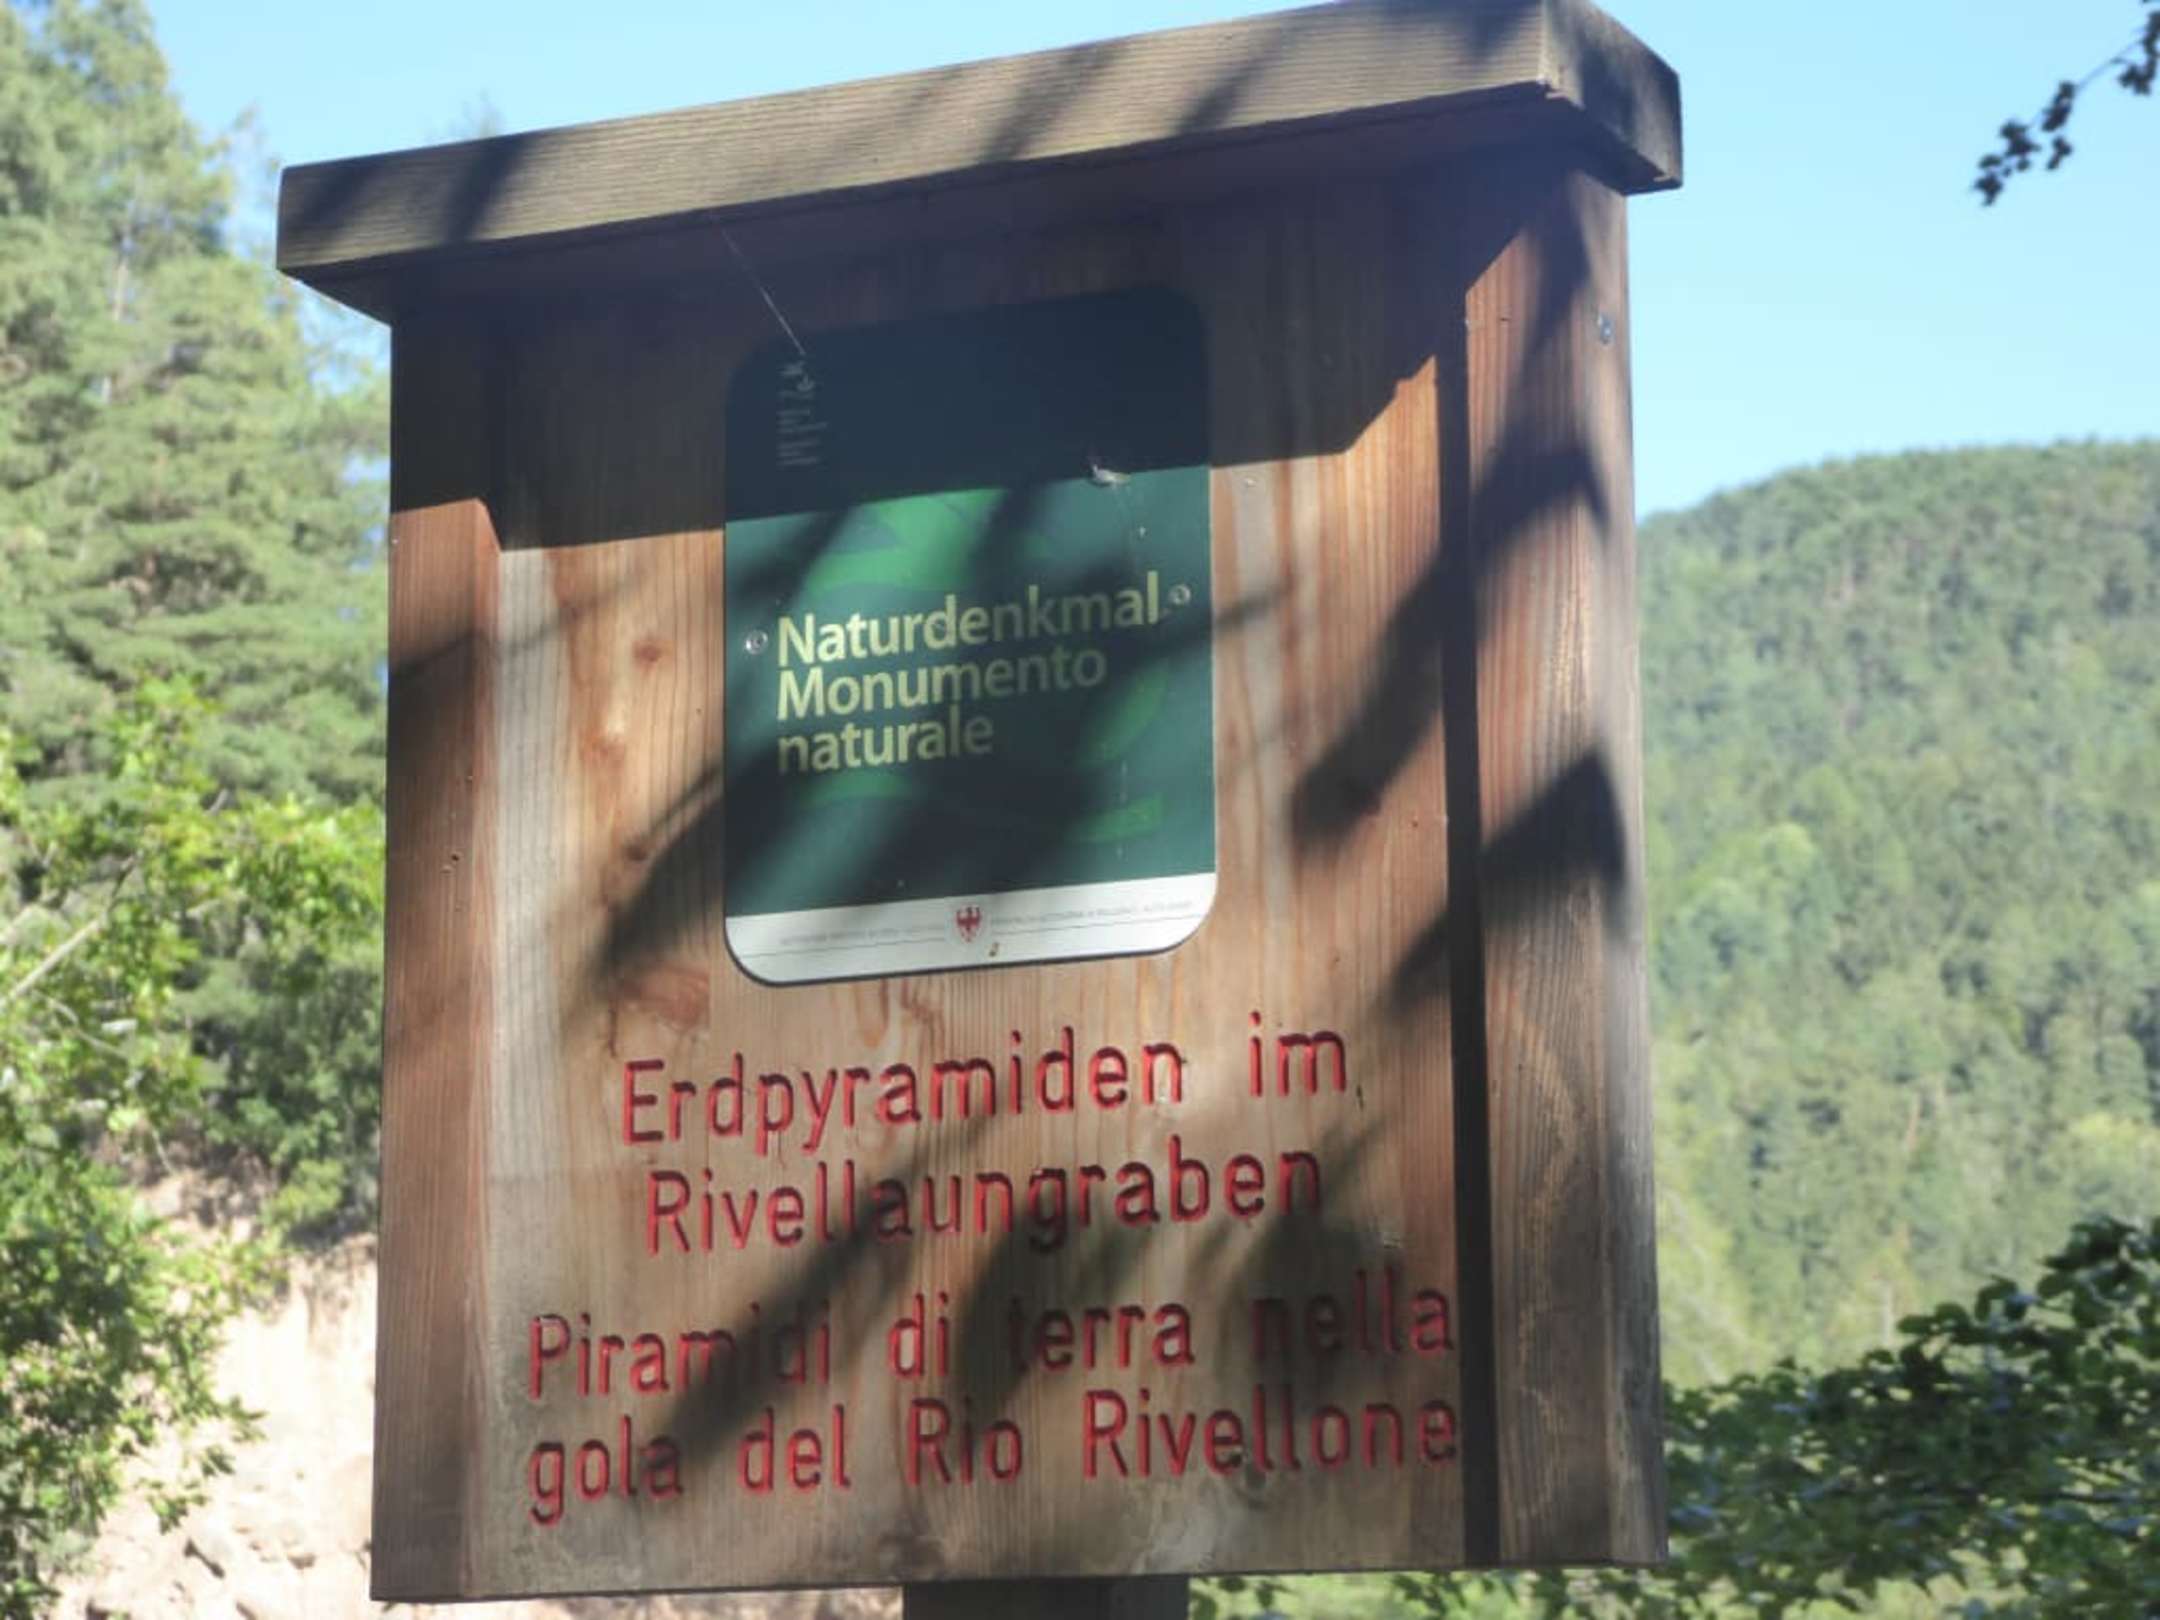 Naturdenkmal
Monumento
naturale
Erdpyramiden im
Rivellaungraben
Piramidi di terra nella
gola del Rio Rivellone